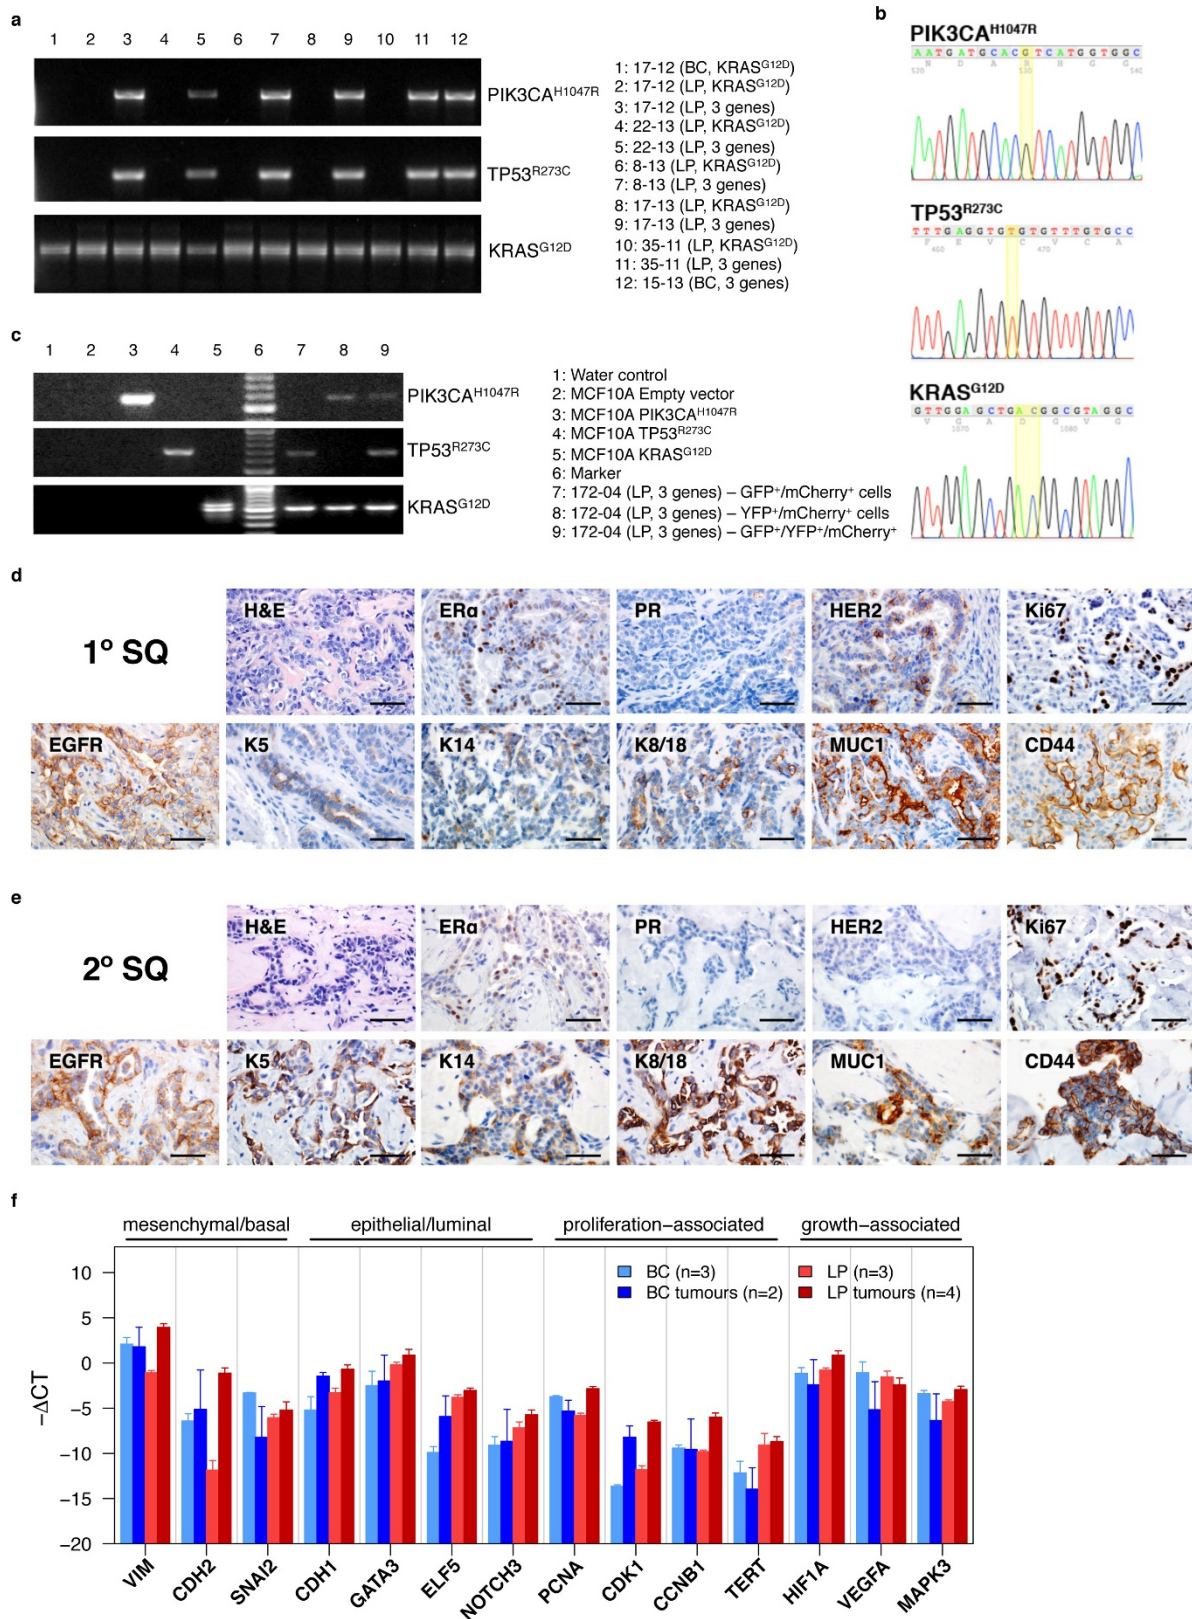 a
1 2 3 4 5 6 7 8 9 10 11 12
PIK3CAᴴ¹⁰⁴⁷ᴿ
TP53ᴿ²⁷³ᶜ
KRASᴳ¹²ᴰ
1: 17-12 (BC, KRASᴳ¹²ᴰ)
2: 17-12 (LP, KRASᴳ¹²ᴰ)
3: 17-12 (LP, 3 genes)
4: 22-13 (LP, KRASᴳ¹²ᴰ)
5: 22-13 (LP, 3 genes)
6: 8-13 (LP, KRASᴳ¹²ᴰ)
7: 8-13 (LP, 3 genes)
8: 17-13 (LP, KRASᴳ¹²ᴰ)
9: 17-13 (LP, 3 genes)
10: 35-11 (LP, KRASᴳ¹²ᴰ)
11: 35-11 (LP, 3 genes)
12: 15-13 (BC, 3 genes)
b
PIK3CAᴴ¹⁰⁴⁷ᴿ
A A T G A T G C A C G T C A T G G T G G C
N D A R H G G
520 530 540
TP53ᴿ²⁷³ᶜ
T T T G A G G T G T G T G T T T G T G C C
F E V C V C A
460 470
KRASᴳ¹²ᴰ
G T T G G A G C T G A C G G C G T A G G C
V G A D G V G
1070 1080
c
1 2 3 4 5 6 7 8 9
PIK3CAᴴ¹⁰⁴⁷ᴿ
TP53ᴿ²⁷³ᶜ
KRASᴳ¹²ᴰ
1: Water control
2: MCF10A Empty vector
3: MCF10A PIK3CAᴴ¹⁰⁴⁷ᴿ
4: MCF10A TP53ᴿ²⁷³ᶜ
5: MCF10A KRASᴳ¹²ᴰ
6: Marker
7: 172-04 (LP, 3 genes) – GFP⁺/mCherry⁺ cells
8: 172-04 (LP, 3 genes) – YFP⁺/mCherry⁺ cells
9: 172-04 (LP, 3 genes) – GFP⁺/YFP⁺/mCherry⁺
d
1º SQ
H&E ERα PR HER2 Ki67
EGFR K5 K14 K8/18 MUC1 CD44
e
2º SQ
H&E ERα PR HER2 Ki67
EGFR K5 K14 K8/18 MUC1 CD44
f
mesenchymal/basal epithelial/luminal proliferation-associated growth-associated
BC (n=3) LP (n=3)
BC tumours (n=2) LP tumours (n=4)
−ΔCT
10
5
0
−5
−10
−15
−20
VIM CDH2 SNAI2 CDH1 GATA3 ELF5 NOTCH3 PCNA CDK1 CCNB1 TERT HIF1A VEGFA MAPK3